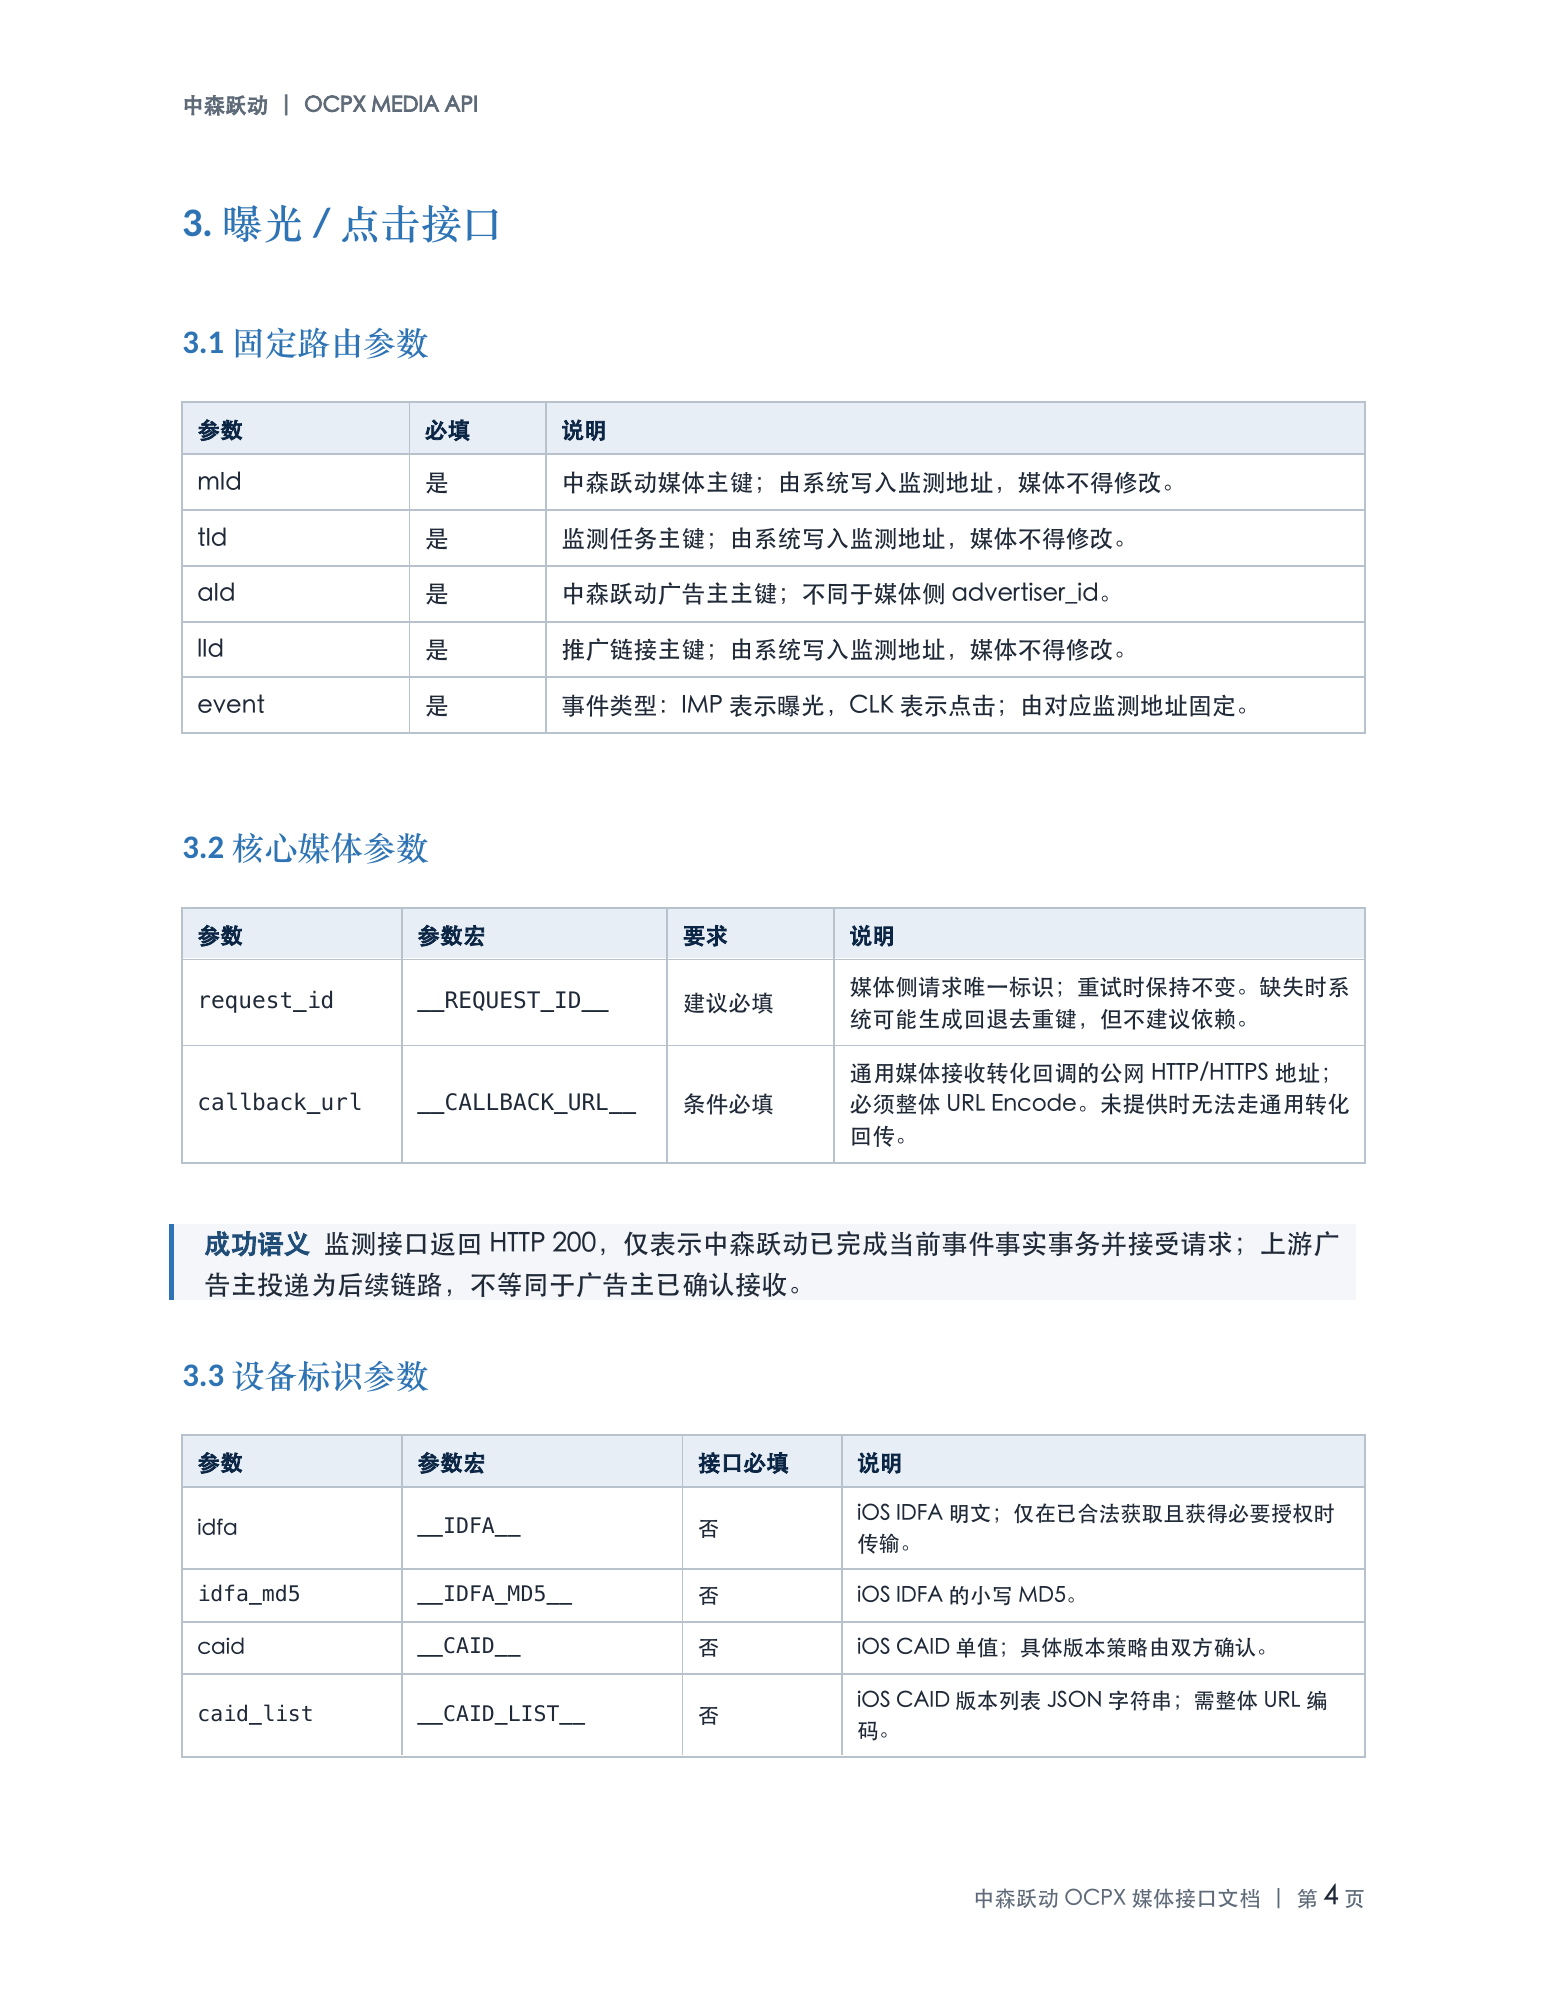 中森跃动 | OCPX MEDIA API
3. 曝光 / 点击接口
3.1 固定路由参数
参数 必填 说明
mId 是 中森跃动媒体主键；由系统写入监测地址，媒体不得修改。
tId 是 监测任务主键；由系统写入监测地址，媒体不得修改。
aId 是 中森跃动广告主主键；不同于媒体侧 advertiser_id。
lId 是 推广链接主键；由系统写入监测地址，媒体不得修改。
event 是 事件类型：IMP 表示曝光，CLK 表示点击；由对应监测地址固定。
3.2 核心媒体参数
参数 参数宏 要求 说明
request_id __REQUEST_ID__ 建议必填 媒体侧请求唯一标识；重试时保持不变。缺失时系
统可能生成回退去重键，但不建议依赖。
callback_url __CALLBACK_URL__ 条件必填 通用媒体接收转化回调的公网 HTTP/HTTPS 地址；
必须整体 URL Encode。未提供时无法走通用转化
回传。
成功语义 监测接口返回 HTTP 200，仅表示中森跃动已完成当前事件事实事务并接受请求；上游广
告主投递为后续链路，不等同于广告主已确认接收。
3.3 设备标识参数
参数 参数宏 接口必填 说明
idfa __IDFA__ 否 iOS IDFA 明文；仅在已合法获取且获得必要授权时
传输。
idfa_md5 __IDFA_MD5__ 否 iOS IDFA 的小写 MD5。
caid __CAID__ 否 iOS CAID 单值；具体版本策略由双方确认。
caid_list __CAID_LIST__ 否 iOS CAID 版本列表 JSON 字符串；需整体 URL 编
码。
中森跃动 OCPX 媒体接口文档 | 第 4 页